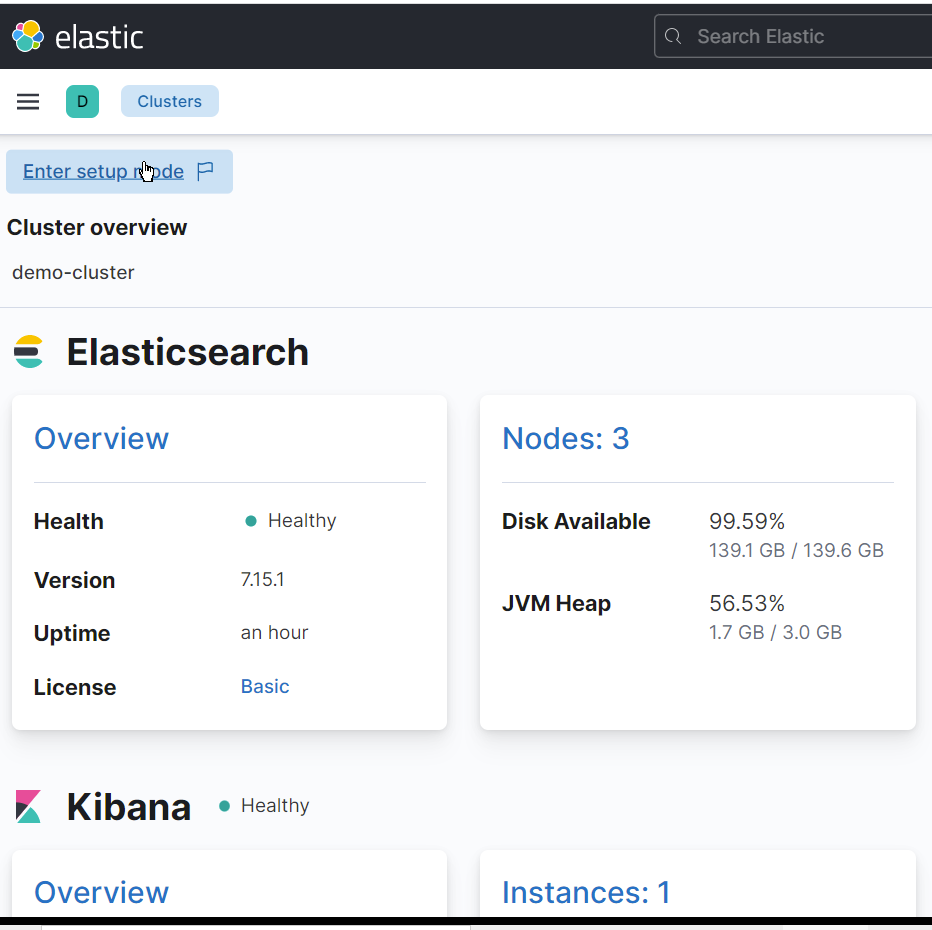 elastic
Search Elastic
D
Clusters
Enter setup mode
Cluster overview
demo-cluster
Elasticsearch
Overview
Health Healthy
Version 7.15.1
Uptime an hour
License Basic
Nodes: 3
Disk Available 99.59%
139.1 GB / 139.6 GB
JVM Heap 56.53%
1.7 GB / 3.0 GB
Kibana Healthy
Overview
Instances: 1